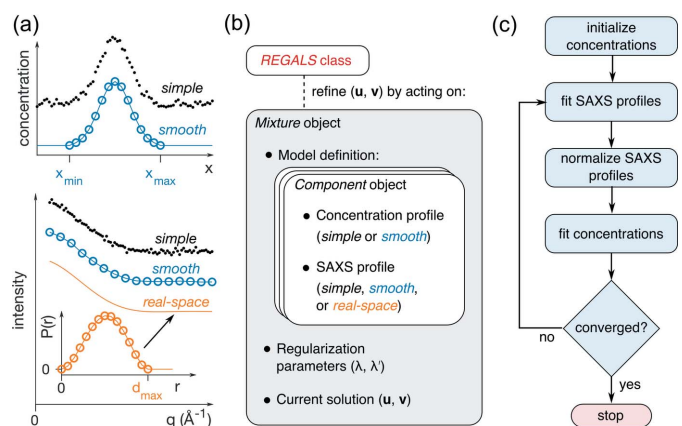 (a)
concentration
simple
smooth
x_min
x_max
x
simple
smooth
real-space
intensity
P(r)
0
0
d_max
r
0
q (Å⁻¹)
(b)
REGALS class
refine (u, v) by acting on:
Mixture object
● Model definition:
Component object
● Concentration profile
(simple or smooth)
● SAXS profile
(simple, smooth,
or real-space)
● Regularization
parameters (λ, λ')
● Current solution (u, v)
(c)
initialize
concentrations
fit SAXS profiles
normalize SAXS
profiles
fit concentrations
converged?
no
yes
stop